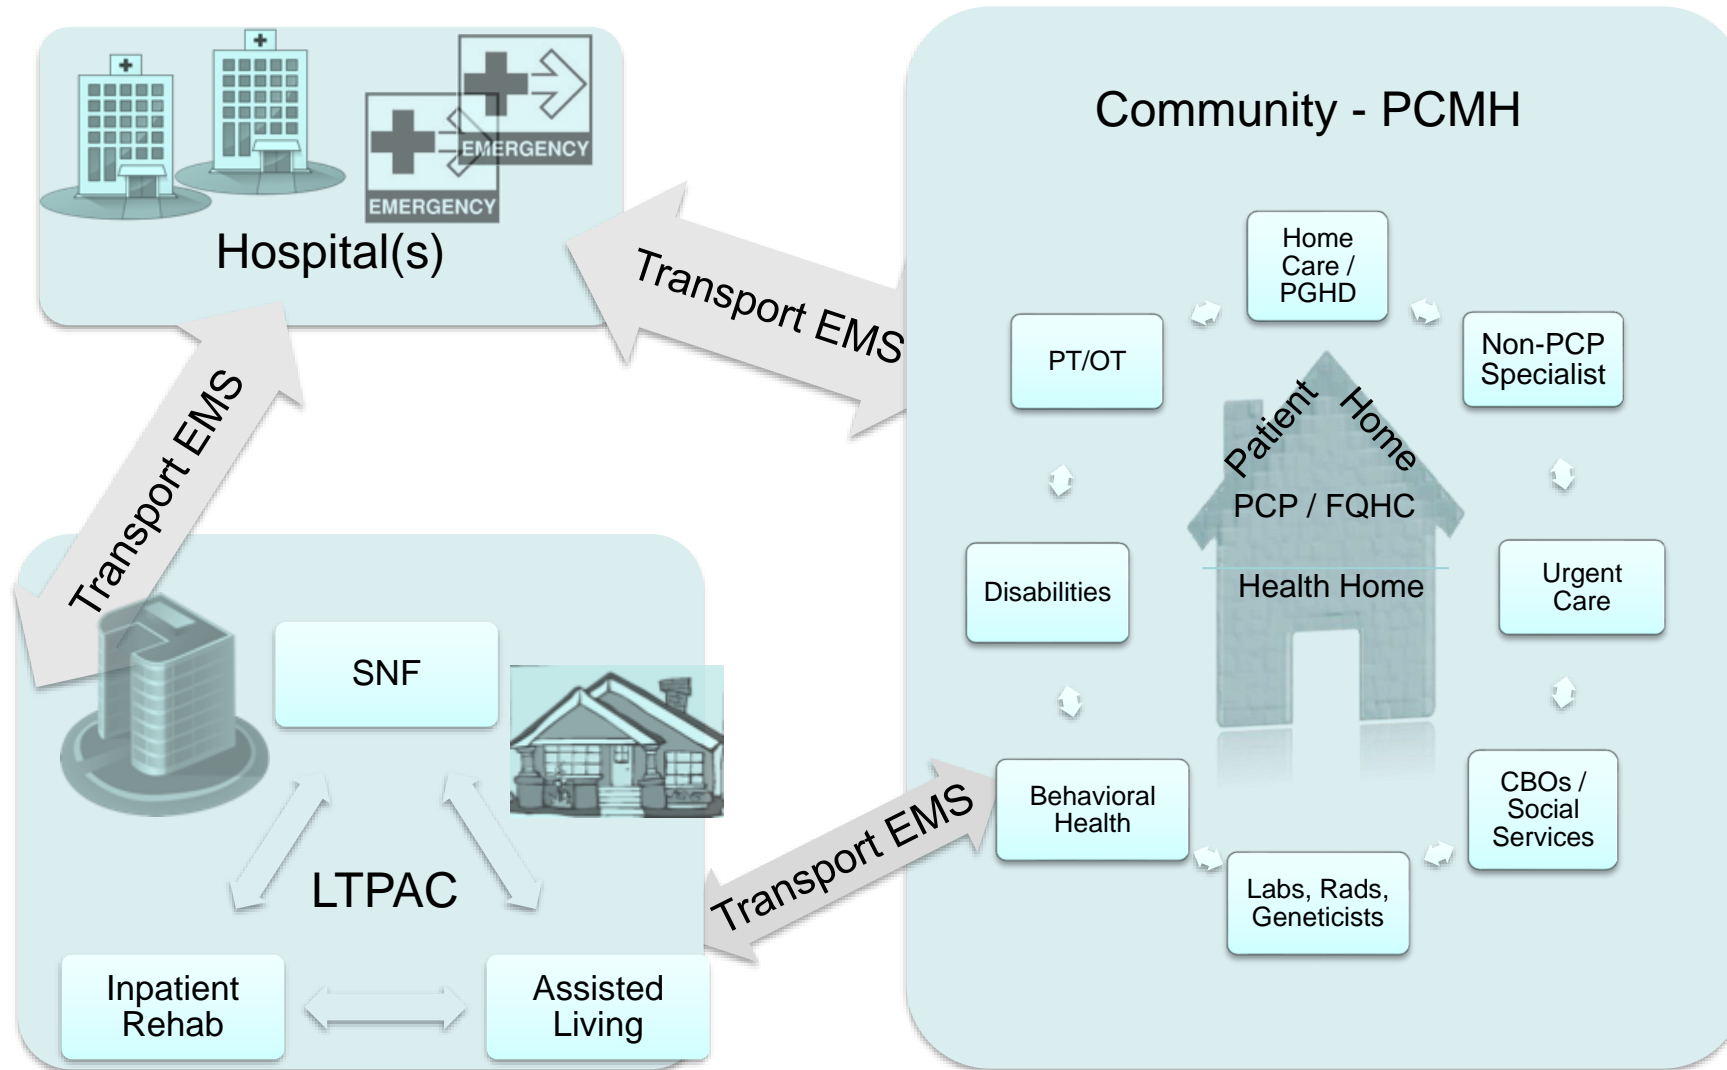 EMERGENCY
EMERGENCY
Hospital(s)
Transport EMS
Transport EMS
SNF
LTPAC
Inpatient
Rehab
Assisted
Living
Transport EMS
Community - PCMH
Home
Care /
PGHD
PT/OT
Non-PCP
Specialist
Patient Home
PCP / FQHC
Disabilities
Health Home
Urgent
Care
Behavioral
Health
CBOs /
Social
Services
Labs, Rads,
Geneticists